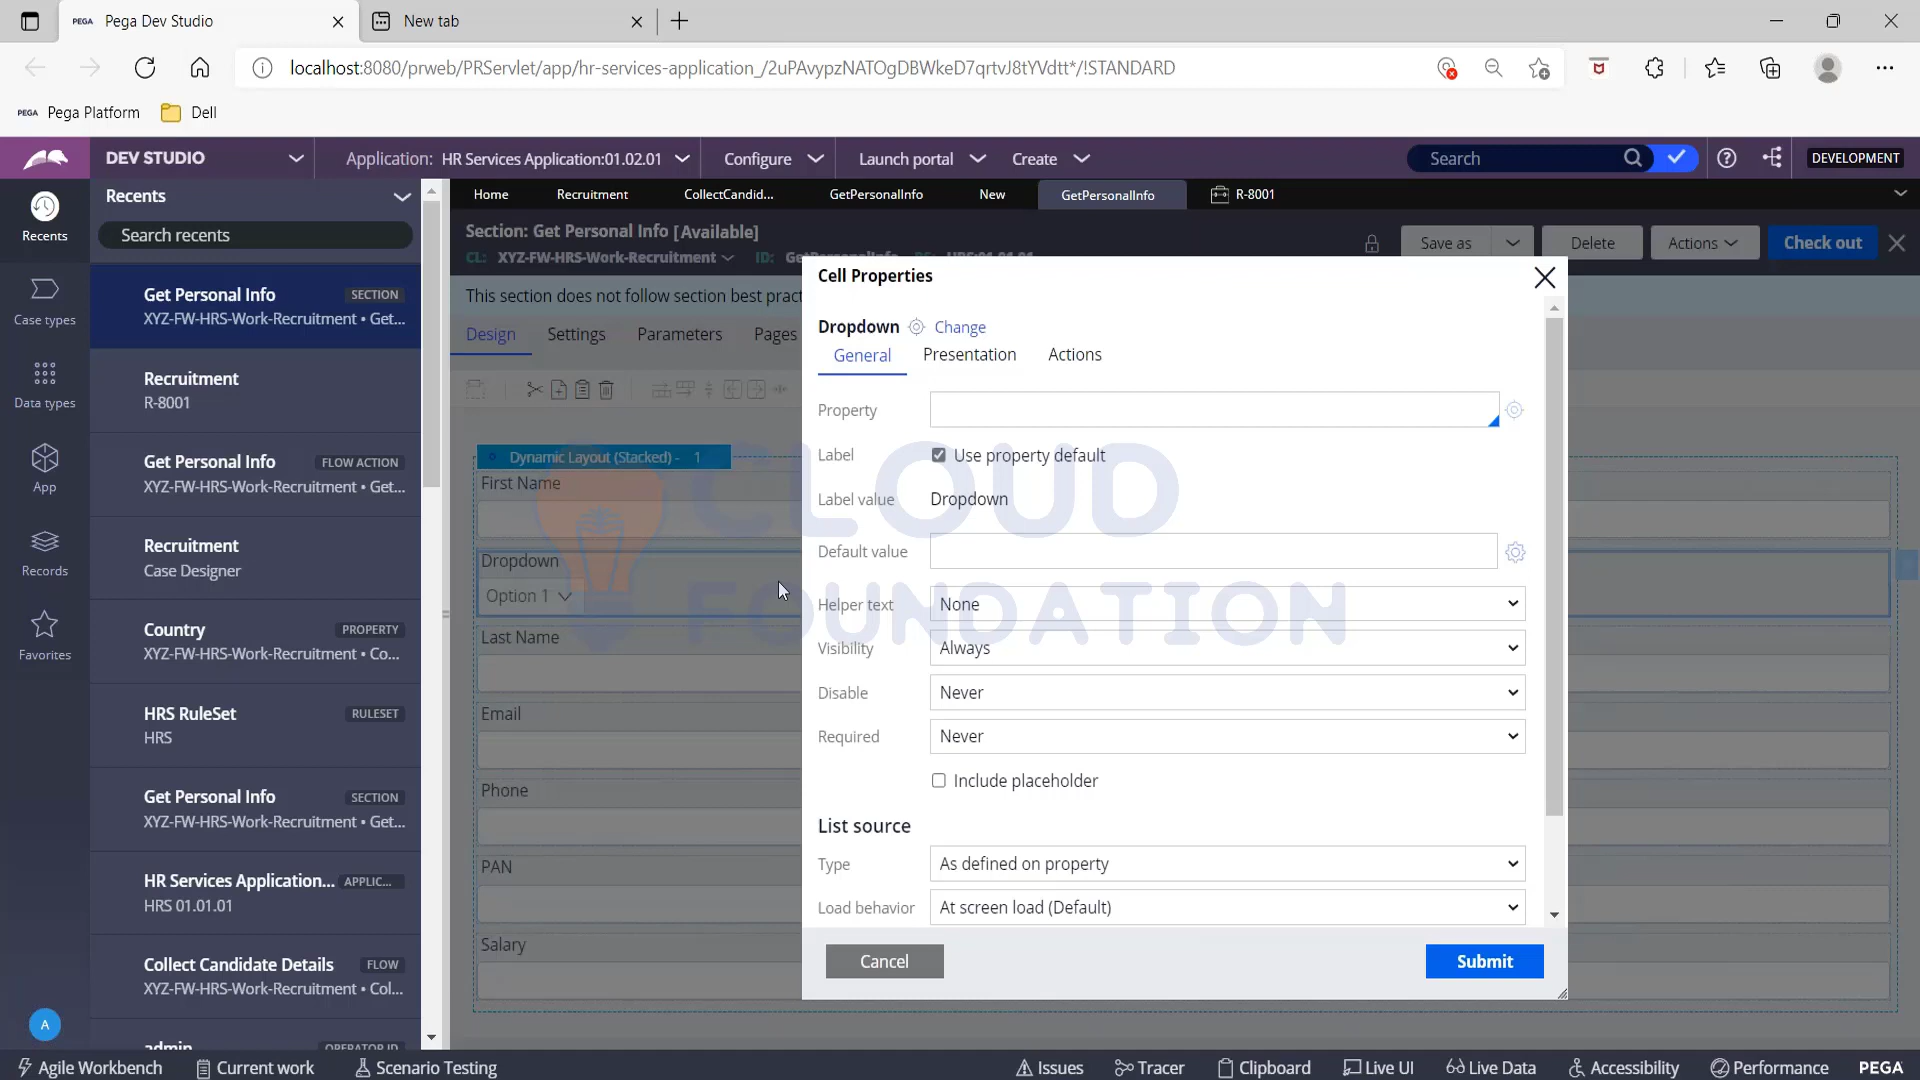 PEGA Pega Dev Studio
New tab
localhost:8080/prweb/PRServlet/app/hr-services-application_/2uPAvypzNATOgDBWkeD7qrtvJ8tYVdtt*/!STANDARD
PEGA Pega Platform Dell
DEV STUDIO
Application: HR Services Application:01.02.01
Configure
Launch portal
Create
Search
DEVELOPMENT
Recents
Case types
Data types
App
Records
Favorites
A
Recents
Search recents
Get Personal Info SECTION
XYZ-FW-HRS-Work-Recruitment • Get...
Recruitment
R-8001
Get Personal Info FLOW ACTION
XYZ-FW-HRS-Work-Recruitment • Get...
Recruitment
Case Designer
Country PROPERTY
XYZ-FW-HRS-Work-Recruitment • Co...
HRS RuleSet RULESET
HRS
Get Personal Info SECTION
XYZ-FW-HRS-Work-Recruitment • Get...
HR Services Application... APPLIC...
HRS 01.01.01
Collect Candidate Details FLOW
XYZ-FW-HRS-Work-Recruitment • Col...
admin OPERATOR ID
Home Recruitment CollectCandid... GetPersonalInfo New GetPersonalInfo R-8001
Section: Get Personal Info [Available]
CL: XYZ-FW-HRS-Work-Recruitment ID:
Save as Delete Actions Check out
This section does not follow section best pract
Design Settings Parameters Pages
Dynamic Layout (Stacked) - 1
First Name
Dropdown
Option 1
Last Name
Email
Phone
PAN
Salary
Cell Properties
Dropdown Change
General Presentation Actions
Property
Label Use property default
Label value Dropdown
Default value
Helper text None
Visibility Always
Disable Never
Required Never
Include placeholder
List source
Type As defined on property
Load behavior At screen load (Default)
Cancel Submit
CLOUD
FOUNDATION
Agile Workbench Current work Scenario Testing Issues Tracer Clipboard Live UI Live Data Accessibility Performance PEGA